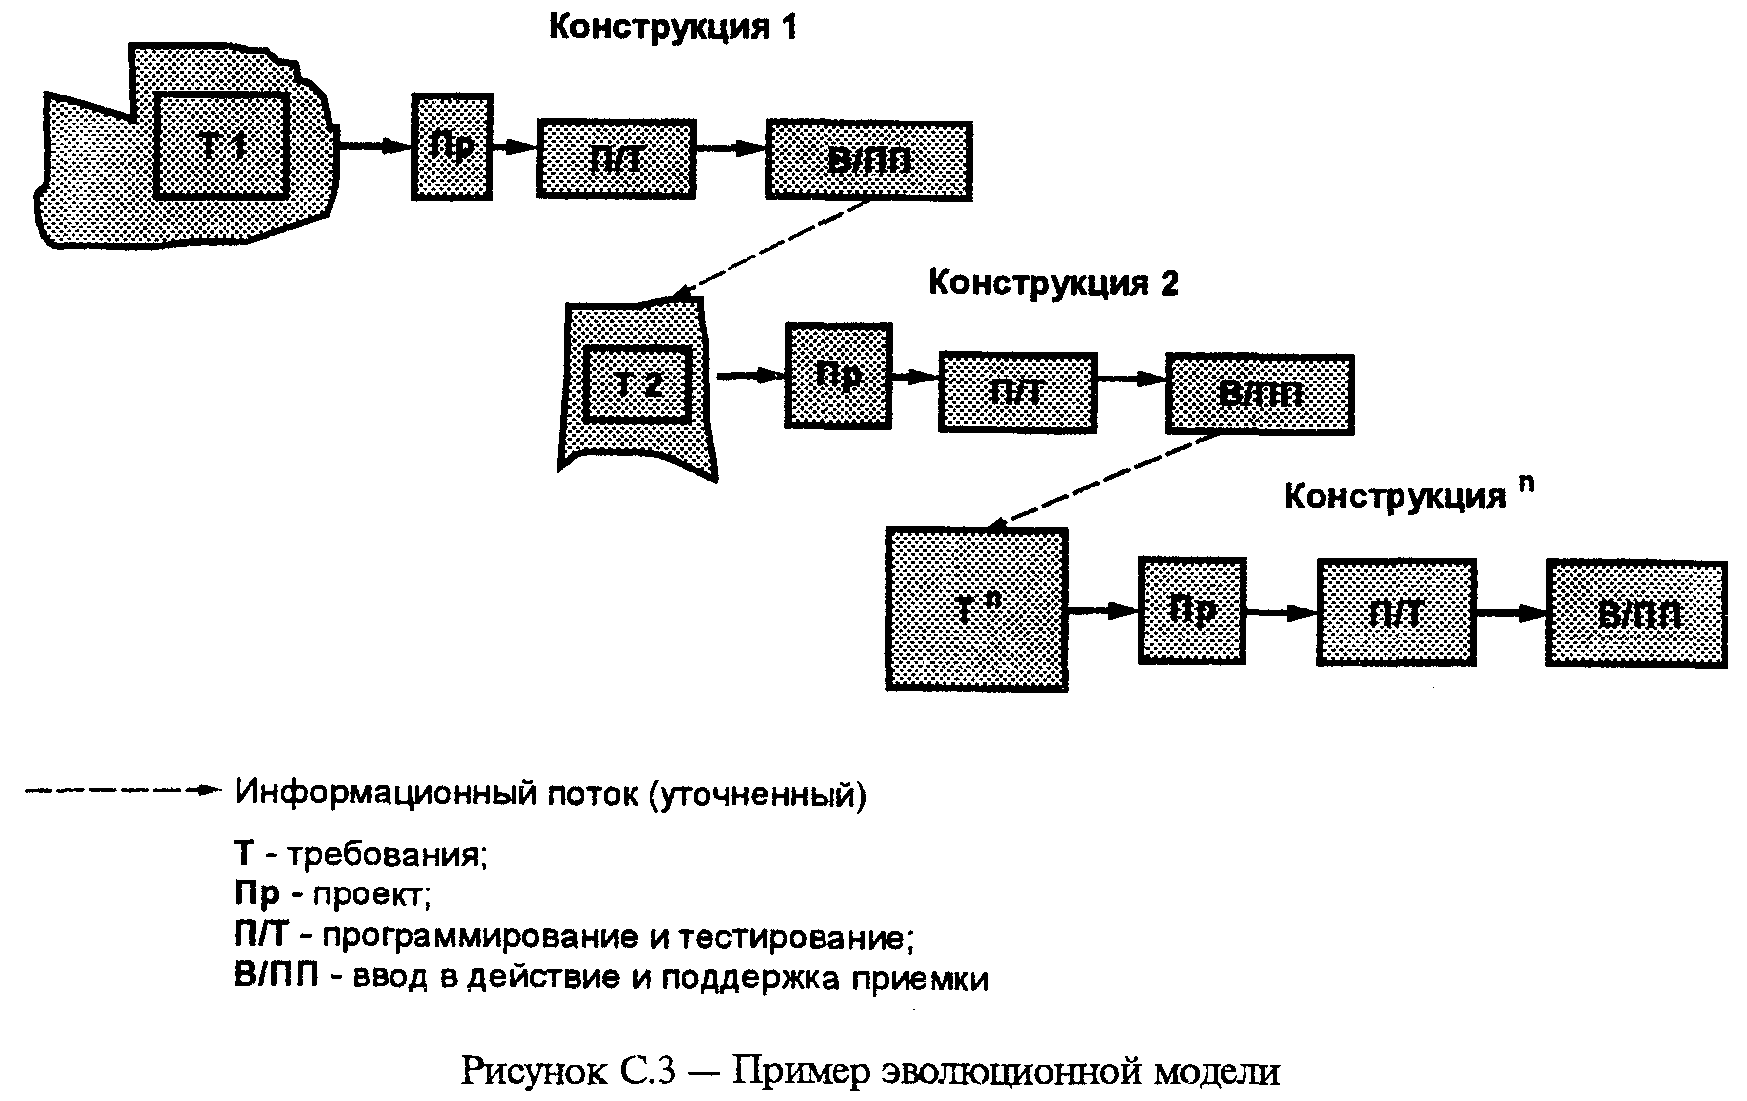 Конструкция 1
Т 1
Пр
П/Т
В/ПП
Конструкция 2
Т 2
Пр
П/Т
В/ПП
Конструкция n
Т n
Пр
П/Т
В/ПП
Информационный поток (уточненный)
Т - требования;
Пр - проект;
П/Т - программирование и тестирование;
В/ПП - ввод в действие и поддержка приемки
Рисунок С.3 — Пример эволюционной модели